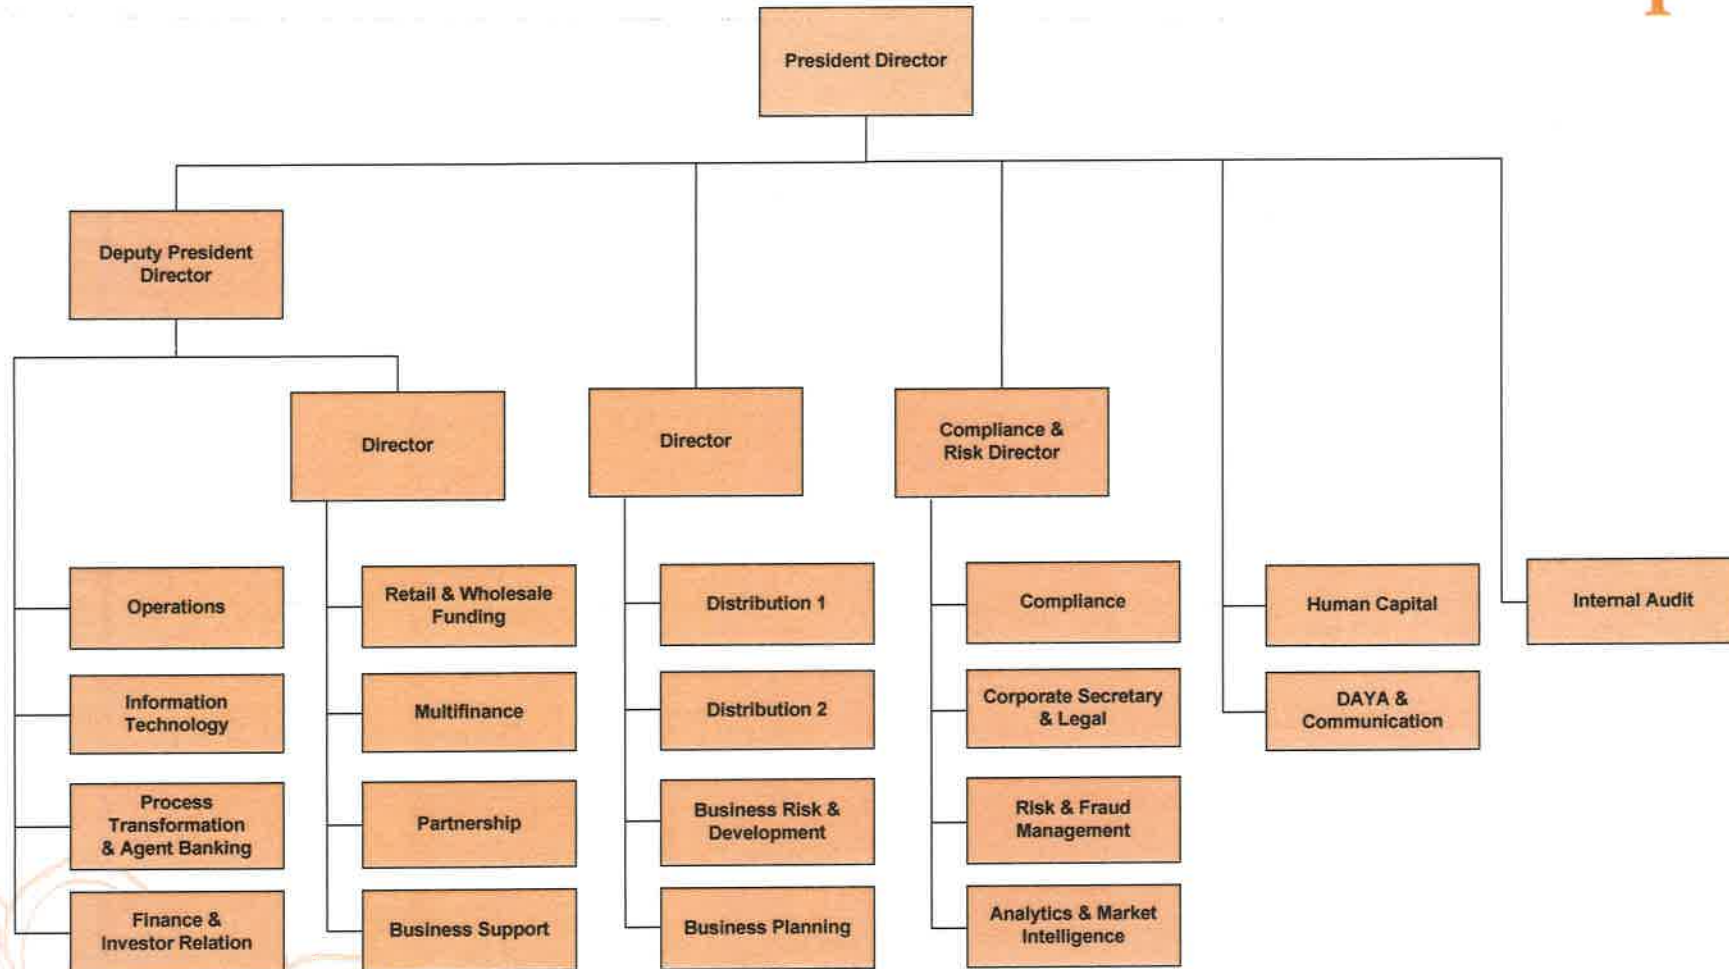 President Director
Deputy President
Director
Director
Director
Compliance &
Risk Director
Operations
Retail & Wholesale
Funding
Distribution 1
Compliance
Human Capital
Internal Audit
Information
Technology
Multifinance
Distribution 2
Corporate Secretary
& Legal
DAYA &
Communication
Process
Transformation
& Agent Banking
Partnership
Business Risk &
Development
Risk & Fraud
Management
Finance &
Investor Relation
Business Support
Business Planning
Analytics & Market
Intelligence